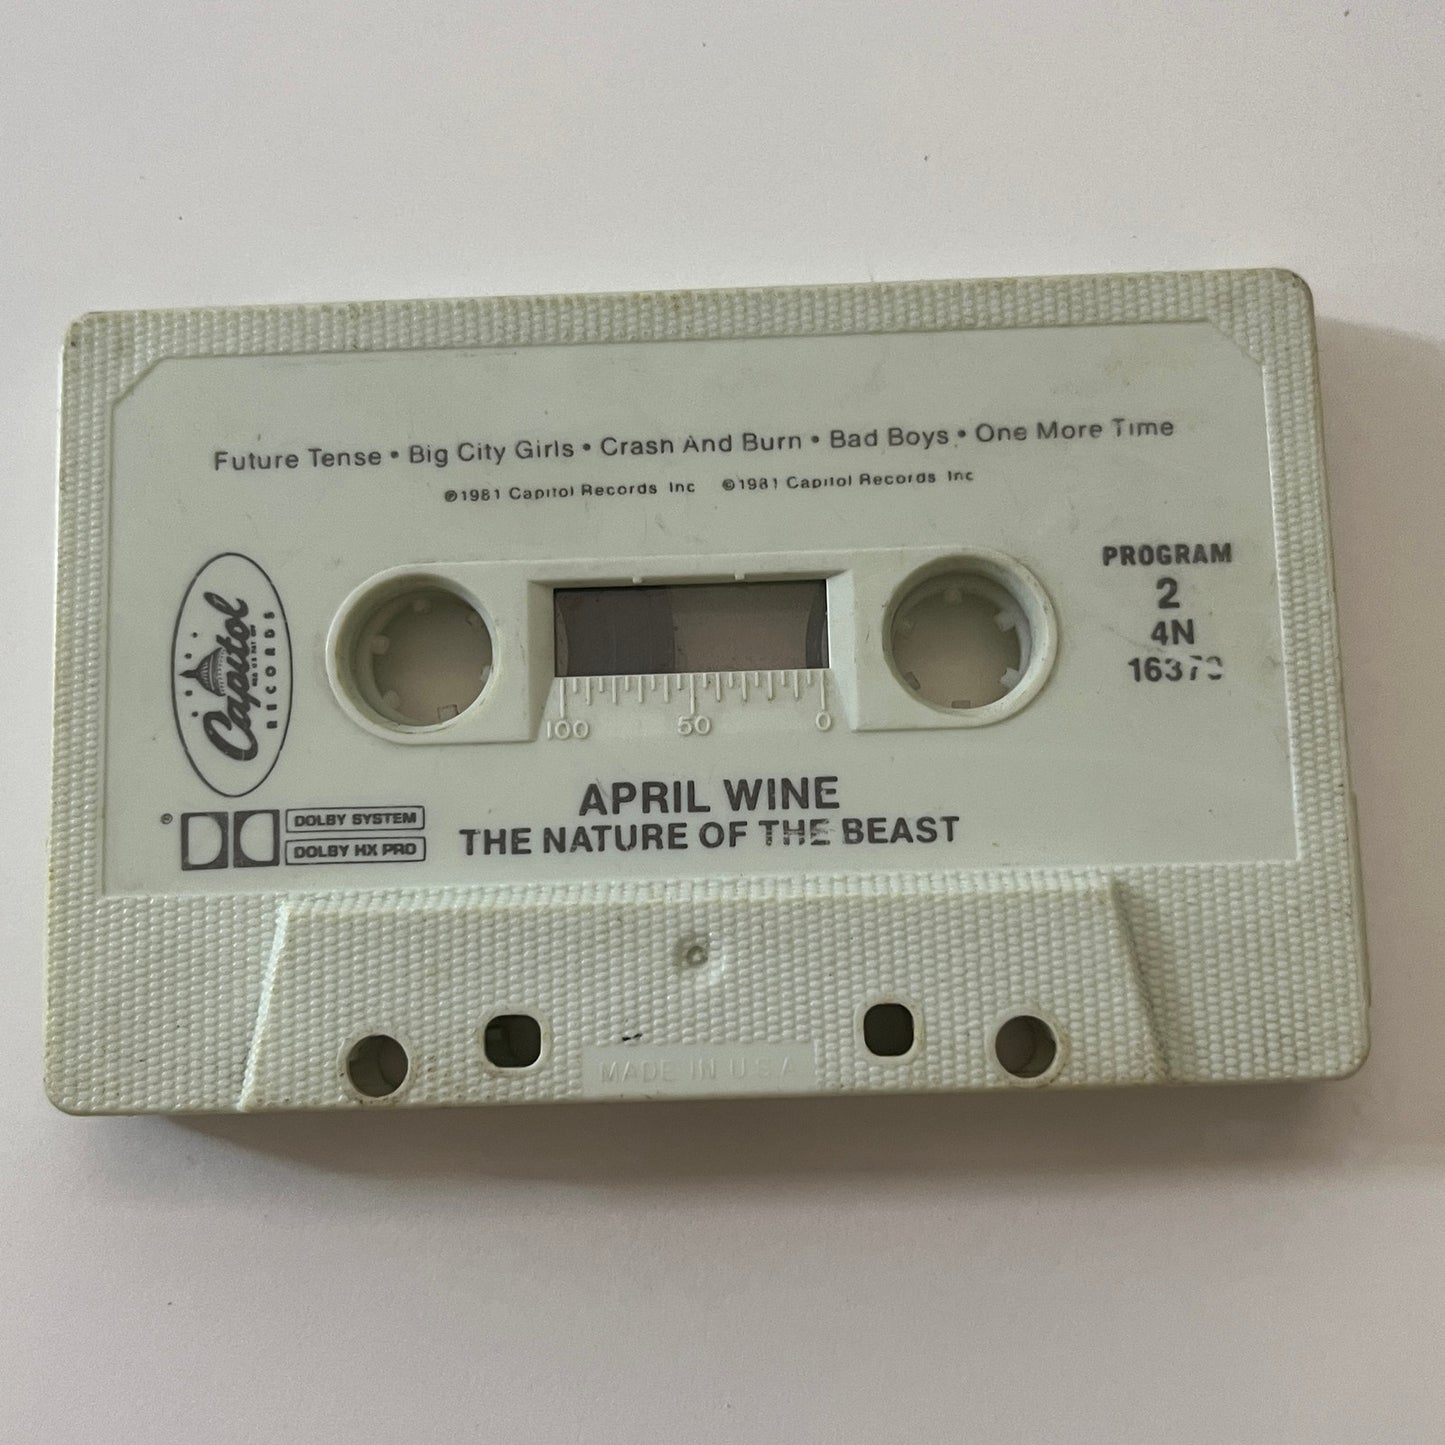 Future Tense • Big City Girls • Crash And Burn • Bad Boys • One More Time
℗1981 Capitol Records Inc ©1981 Capitol Records Inc
PROGRAM
2
4N
Capitol
RECORDS
100 50 0
APRIL WINE
THE NATURE OF THE BEAST
DOLBY SYSTEM
DOLBY HX PRO
C
MADE IN U.S.A.